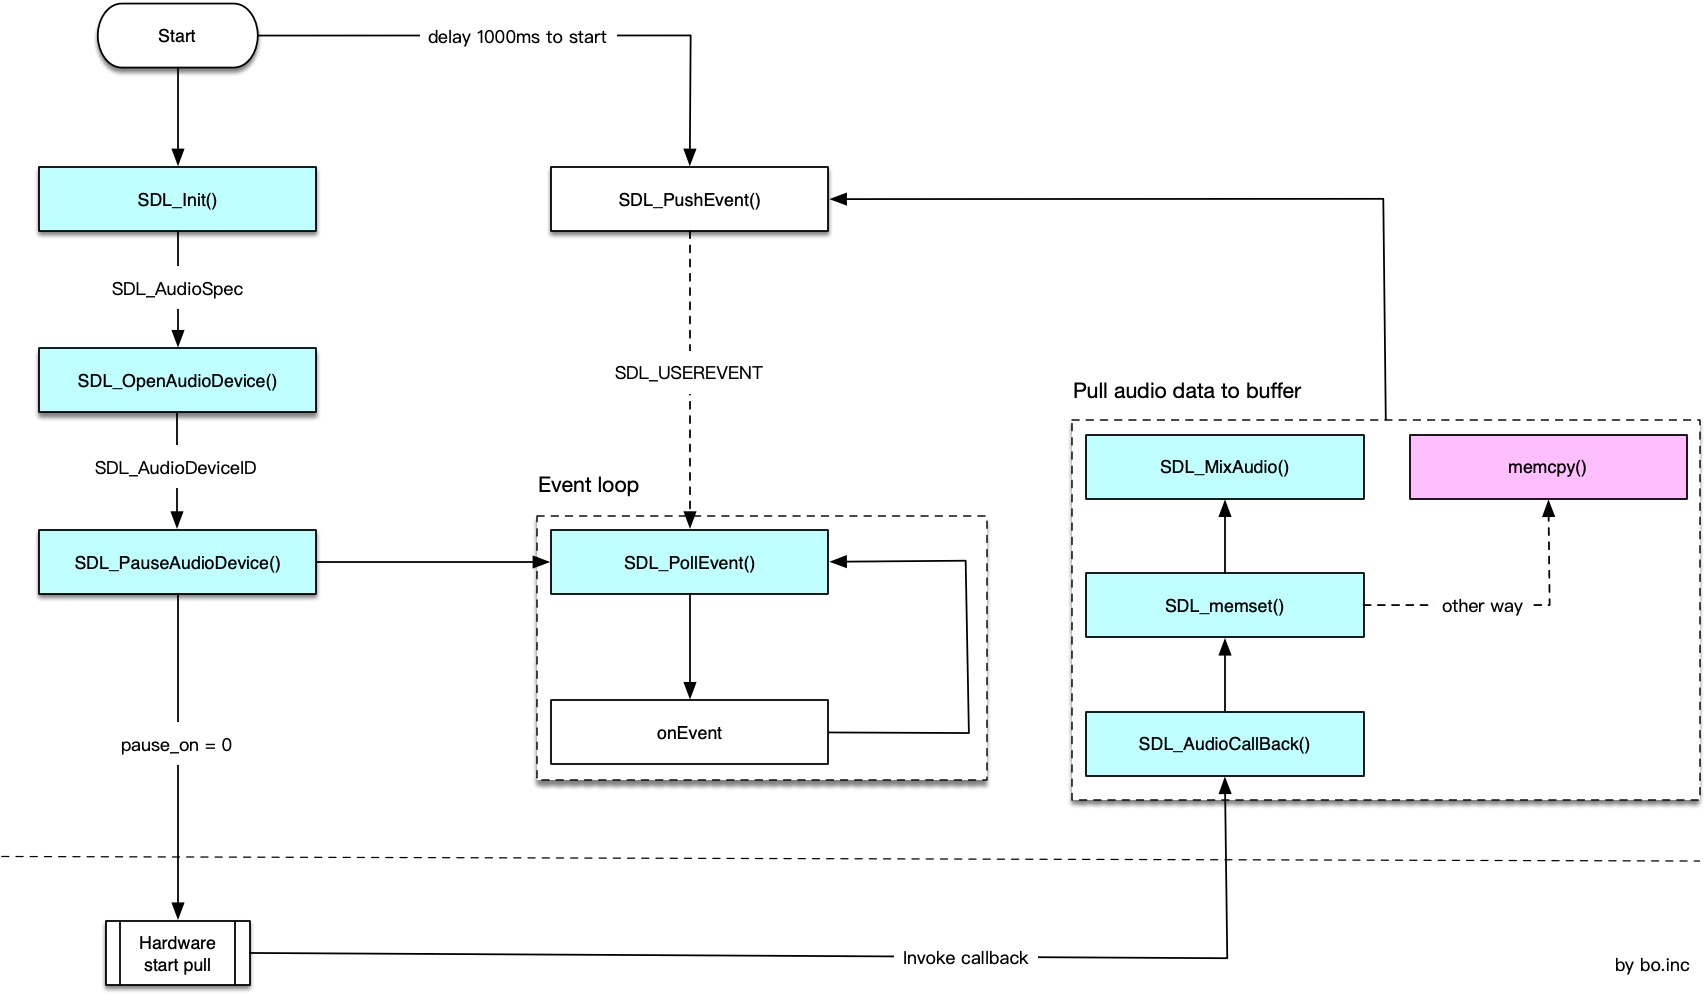 Start
delay 1000ms to start
SDL_Init()
SDL_PushEvent()
SDL_AudioSpec
SDL_OpenAudioDevice()
SDL_USEREVENT
Pull audio data to buffer
SDL_AudioDeviceID
SDL_MixAudio()
memcpy()
Event loop
SDL_PauseAudioDevice()
SDL_PollEvent()
SDL_memset()
other way
onEvent
pause_on = 0
SDL_AudioCallBack()
Hardware
start pull
Invoke callback
by bo.inc